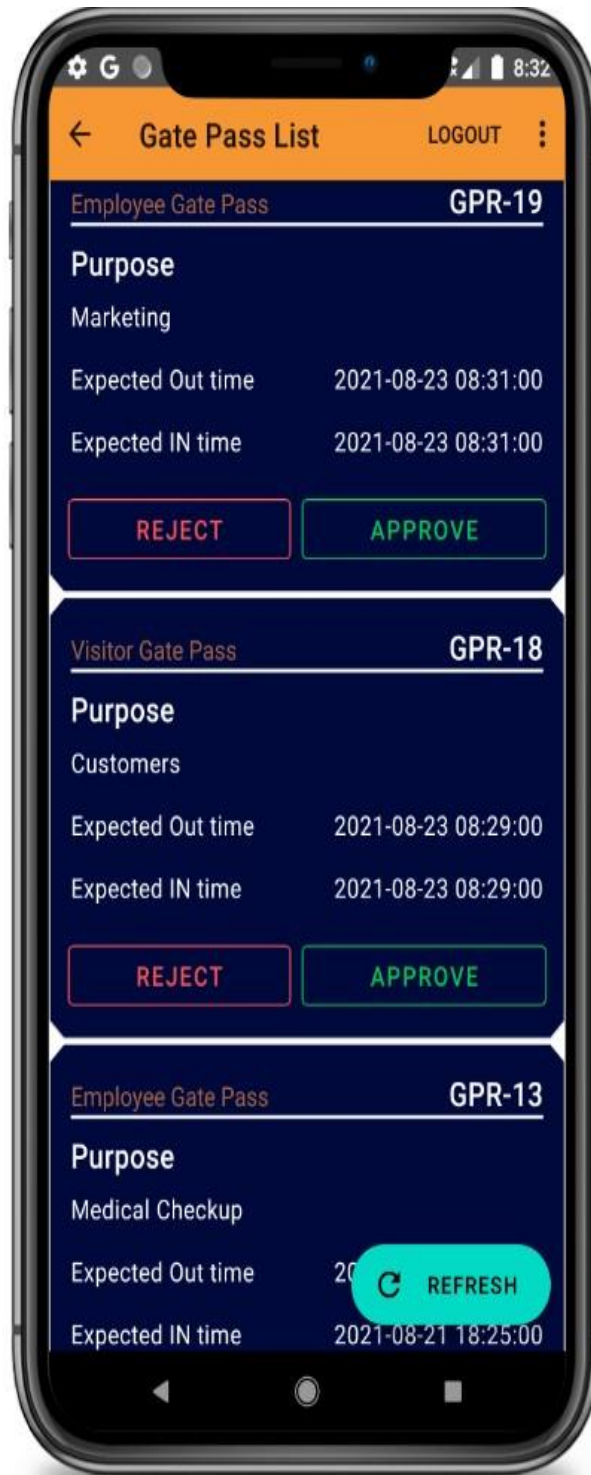 G 8:32
Gate Pass List LOGOUT
Employee Gate Pass GPR-19
Purpose
Marketing
Expected Out time 2021-08-23 08:31:00
Expected IN time 2021-08-23 08:31:00
REJECT APPROVE
Visitor Gate Pass GPR-18
Purpose
Customers
Expected Out time 2021-08-23 08:29:00
Expected IN time 2021-08-23 08:29:00
REJECT APPROVE
Employee Gate Pass GPR-13
Purpose
Medical Checkup
Expected Out time
REFRESH
Expected IN time 2021-08-21 18:25:00